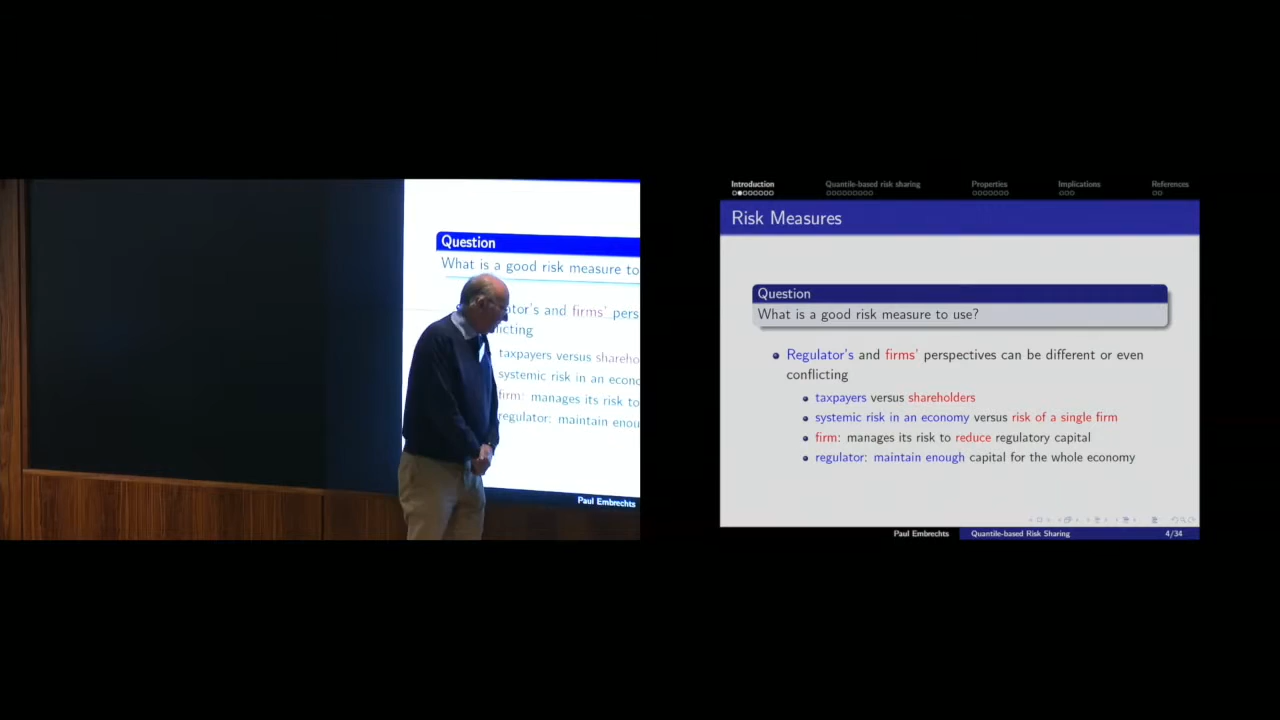 Question
What is a good risk measure to
tor's and firms' pers
licting
taxpayers versus shareho
systemic risk in an econo
firm: manages its risk to
regulator: maintain enou
Paul Embrechts
Introduction Quantile-based risk sharing Properties Implications References
Risk Measures
Question
What is a good risk measure to use?
Regulator's and firms' perspectives can be different or even
conflicting
taxpayers versus shareholders
systemic risk in an economy versus risk of a single firm
firm: manages its risk to reduce regulatory capital
regulator: maintain enough capital for the whole economy
Paul Embrechts Quantile-based Risk Sharing 4/34